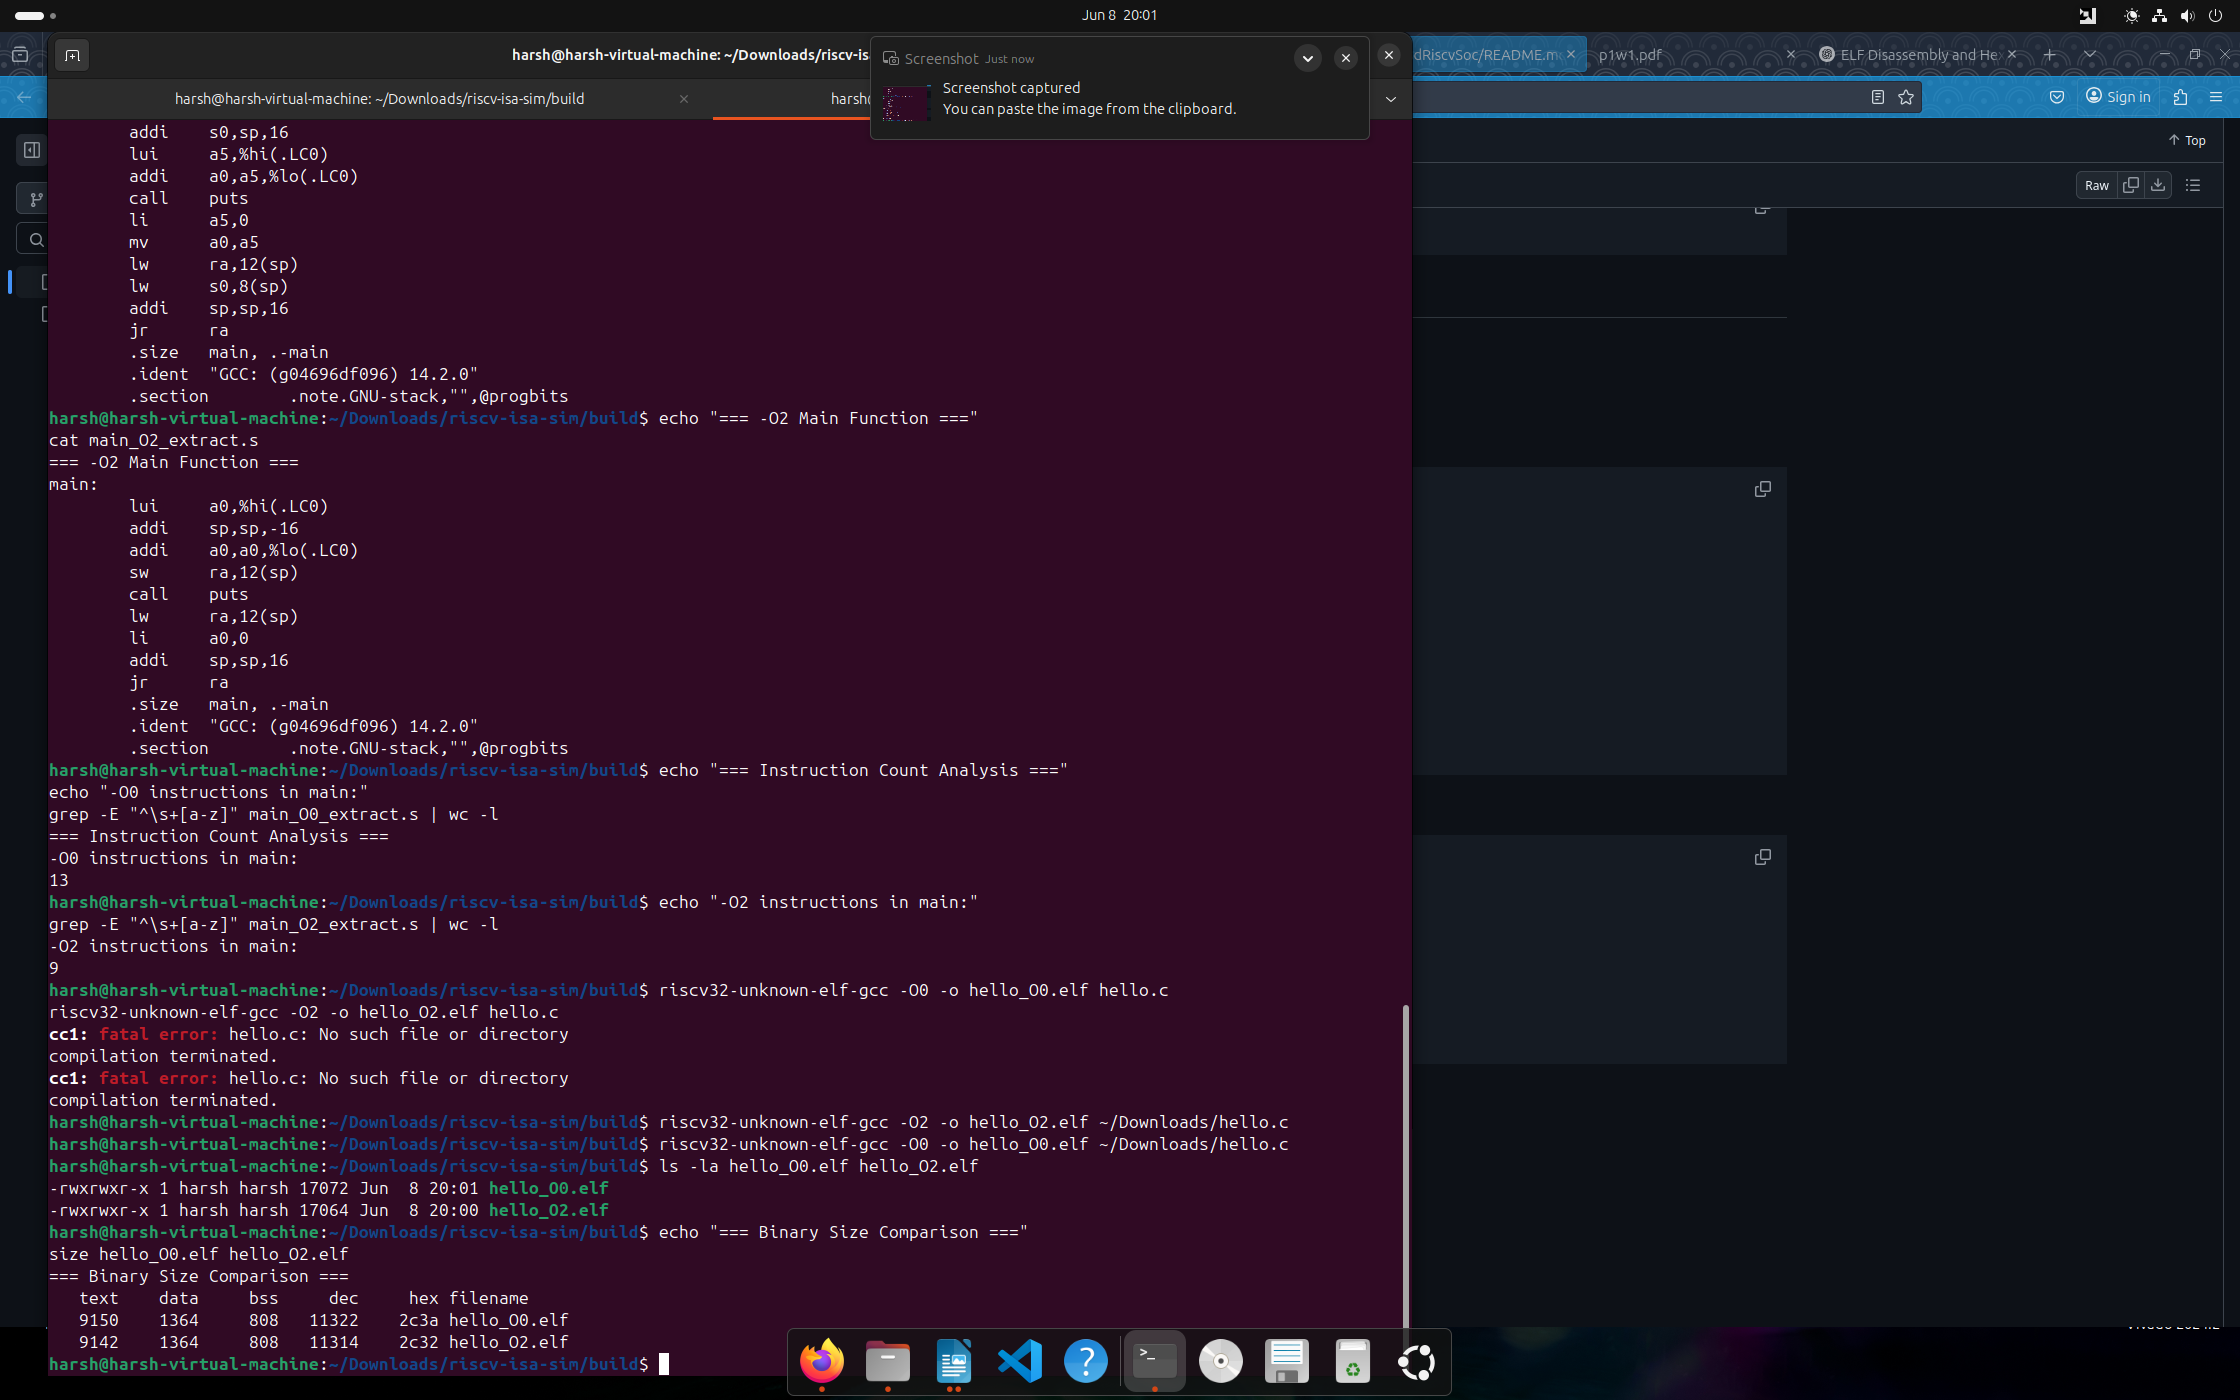 Jun 8 20:01
harsh@harsh-virtual-machine: ~/Downloads/riscv-isa
Screenshot Just now
Screenshot captured
You can paste the image from the clipboard.
dRiscvSoc/README.m
p1w1.pdf
ELF Disassembly and He
harsh@harsh-virtual-machine: ~/Downloads/riscv-isa-sim/build
harsh
Sign in
Top
Raw
addi s0,sp,16
lui a5,%hi(.LC0)
addi a0,a5,%lo(.LC0)
call puts
li a5,0
mv a0,a5
lw ra,12(sp)
lw s0,8(sp)
addi sp,sp,16
jr ra
.size main, .-main
.ident "GCC: (g04696df096) 14.2.0"
.section .note.GNU-stack,"",@progbits
harsh@harsh-virtual-machine:~/Downloads/riscv-isa-sim/build$ echo "=== -O2 Main Function ==="
cat main_O2_extract.s
=== -O2 Main Function ===
main:
lui a0,%hi(.LC0)
addi sp,sp,-16
addi a0,a0,%lo(.LC0)
sw ra,12(sp)
call puts
lw ra,12(sp)
li a0,0
addi sp,sp,16
jr ra
.size main, .-main
.ident "GCC: (g04696df096) 14.2.0"
.section .note.GNU-stack,"",@progbits
harsh@harsh-virtual-machine:~/Downloads/riscv-isa-sim/build$ echo "=== Instruction Count Analysis ==="
echo "-O0 instructions in main:"
grep -E "^\s+[a-z]" main_O0_extract.s | wc -l
=== Instruction Count Analysis ===
-O0 instructions in main:
13
harsh@harsh-virtual-machine:~/Downloads/riscv-isa-sim/build$ echo "-O2 instructions in main:"
grep -E "^\s+[a-z]" main_O2_extract.s | wc -l
-O2 instructions in main:
9
harsh@harsh-virtual-machine:~/Downloads/riscv-isa-sim/build$ riscv32-unknown-elf-gcc -O0 -o hello_O0.elf hello.c
riscv32-unknown-elf-gcc -O2 -o hello_O2.elf hello.c
cc1: fatal error: hello.c: No such file or directory
compilation terminated.
cc1: fatal error: hello.c: No such file or directory
compilation terminated.
harsh@harsh-virtual-machine:~/Downloads/riscv-isa-sim/build$ riscv32-unknown-elf-gcc -O2 -o hello_O2.elf ~/Downloads/hello.c
harsh@harsh-virtual-machine:~/Downloads/riscv-isa-sim/build$ riscv32-unknown-elf-gcc -O0 -o hello_O0.elf ~/Downloads/hello.c
harsh@harsh-virtual-machine:~/Downloads/riscv-isa-sim/build$ ls -la hello_O0.elf hello_O2.elf
-rwxrwxr-x 1 harsh harsh 17072 Jun  8 20:01 hello_O0.elf
-rwxrwxr-x 1 harsh harsh 17064 Jun  8 20:00 hello_O2.elf
harsh@harsh-virtual-machine:~/Downloads/riscv-isa-sim/build$ echo "=== Binary Size Comparison ==="
size hello_O0.elf hello_O2.elf
=== Binary Size Comparison ===
text data bss dec hex filename
9150 1364 808 11322 2c3a hello_O0.elf
9142 1364 808 11314 2c32 hello_O2.elf
harsh@harsh-virtual-machine:~/Downloads/riscv-isa-sim/build$